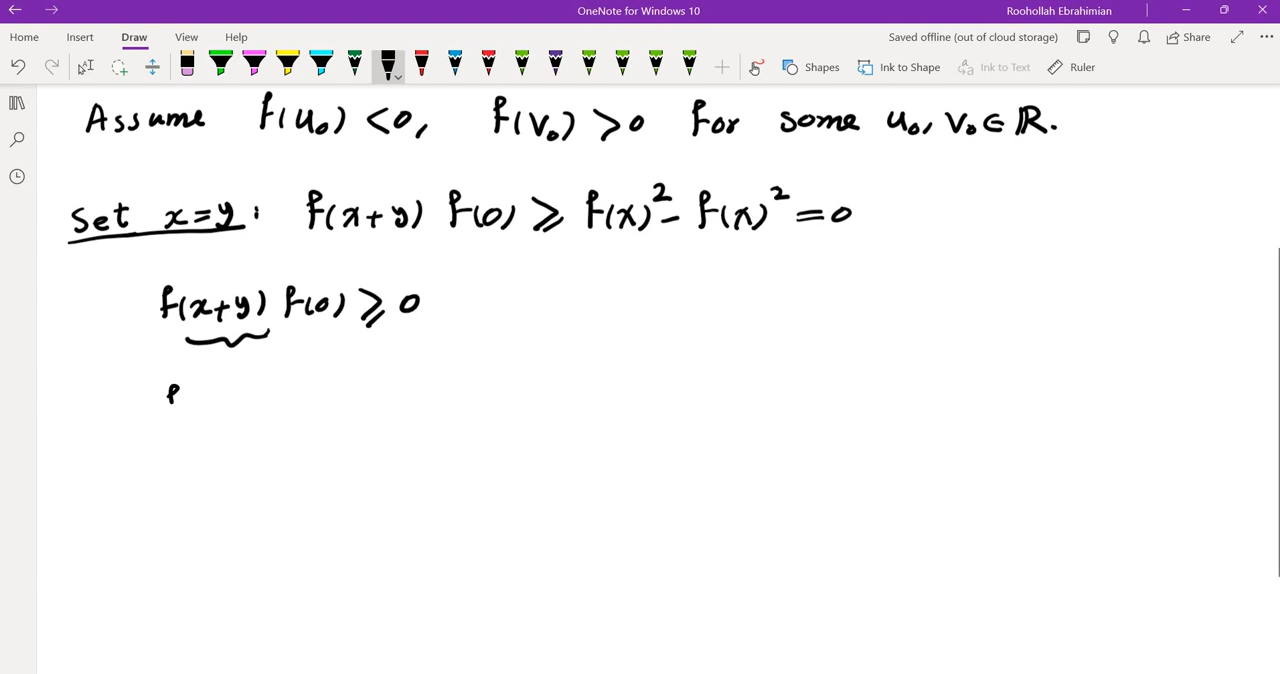 OneNote for Windows 10
Roohollah Ebrahimian
Home Insert Draw View Help
Saved offline (out of cloud storage) Share
Shapes Ink to Shape Ink to Text Ruler
Assume f(u₀) <0, f(v₀) >0 for some u₀, v₀ ∈ ℝ.
Set x=y: f(x+y) f(0) ⩾ f(x)² - f(x)² = 0
f(x+y) f(0) ⩾ 0
f